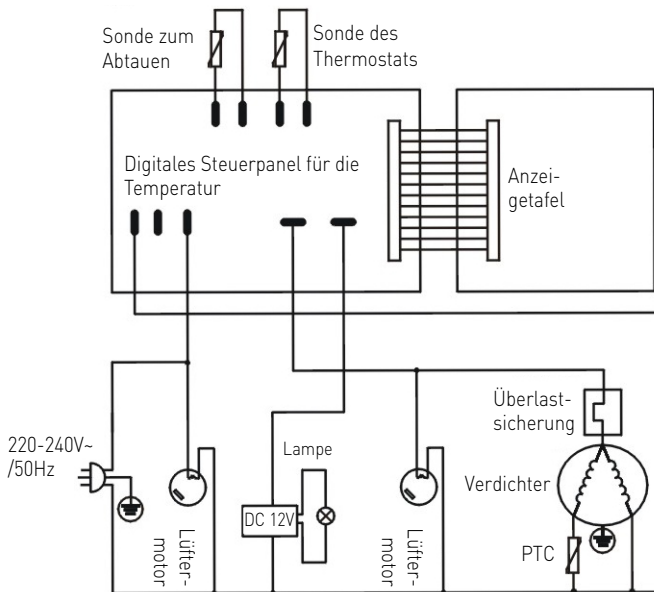 Sonde zum
Abtauen
Sonde des
Thermostats
Digitales Steuerpanel für die
Temperatur
Anzei-
getafel
220-240V~
/50Hz
Lüfter-
motor
DC 12V
Lampe
Lüfter-
motor
Überlast-
sicherung
Verdichter
PTC